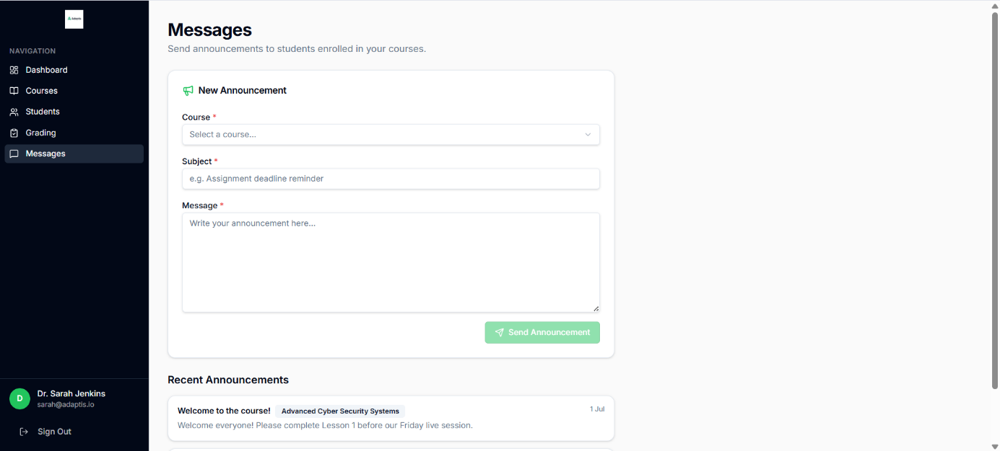 Adaptis
NAVIGATION
Dashboard
Courses
Students
Grading
Messages
Dr. Sarah Jenkins
D
sarah@adaptis.io
Sign Out
Messages
Send announcements to students enrolled in your courses.
New Announcement
Course *
Select a course...
Subject *
e.g. Assignment deadline reminder
Message *
Write your announcement here...
Send Announcement
Recent Announcements
Welcome to the course! Advanced Cyber Security Systems 1 Jul
Welcome everyone! Please complete Lesson 1 before our Friday live session.